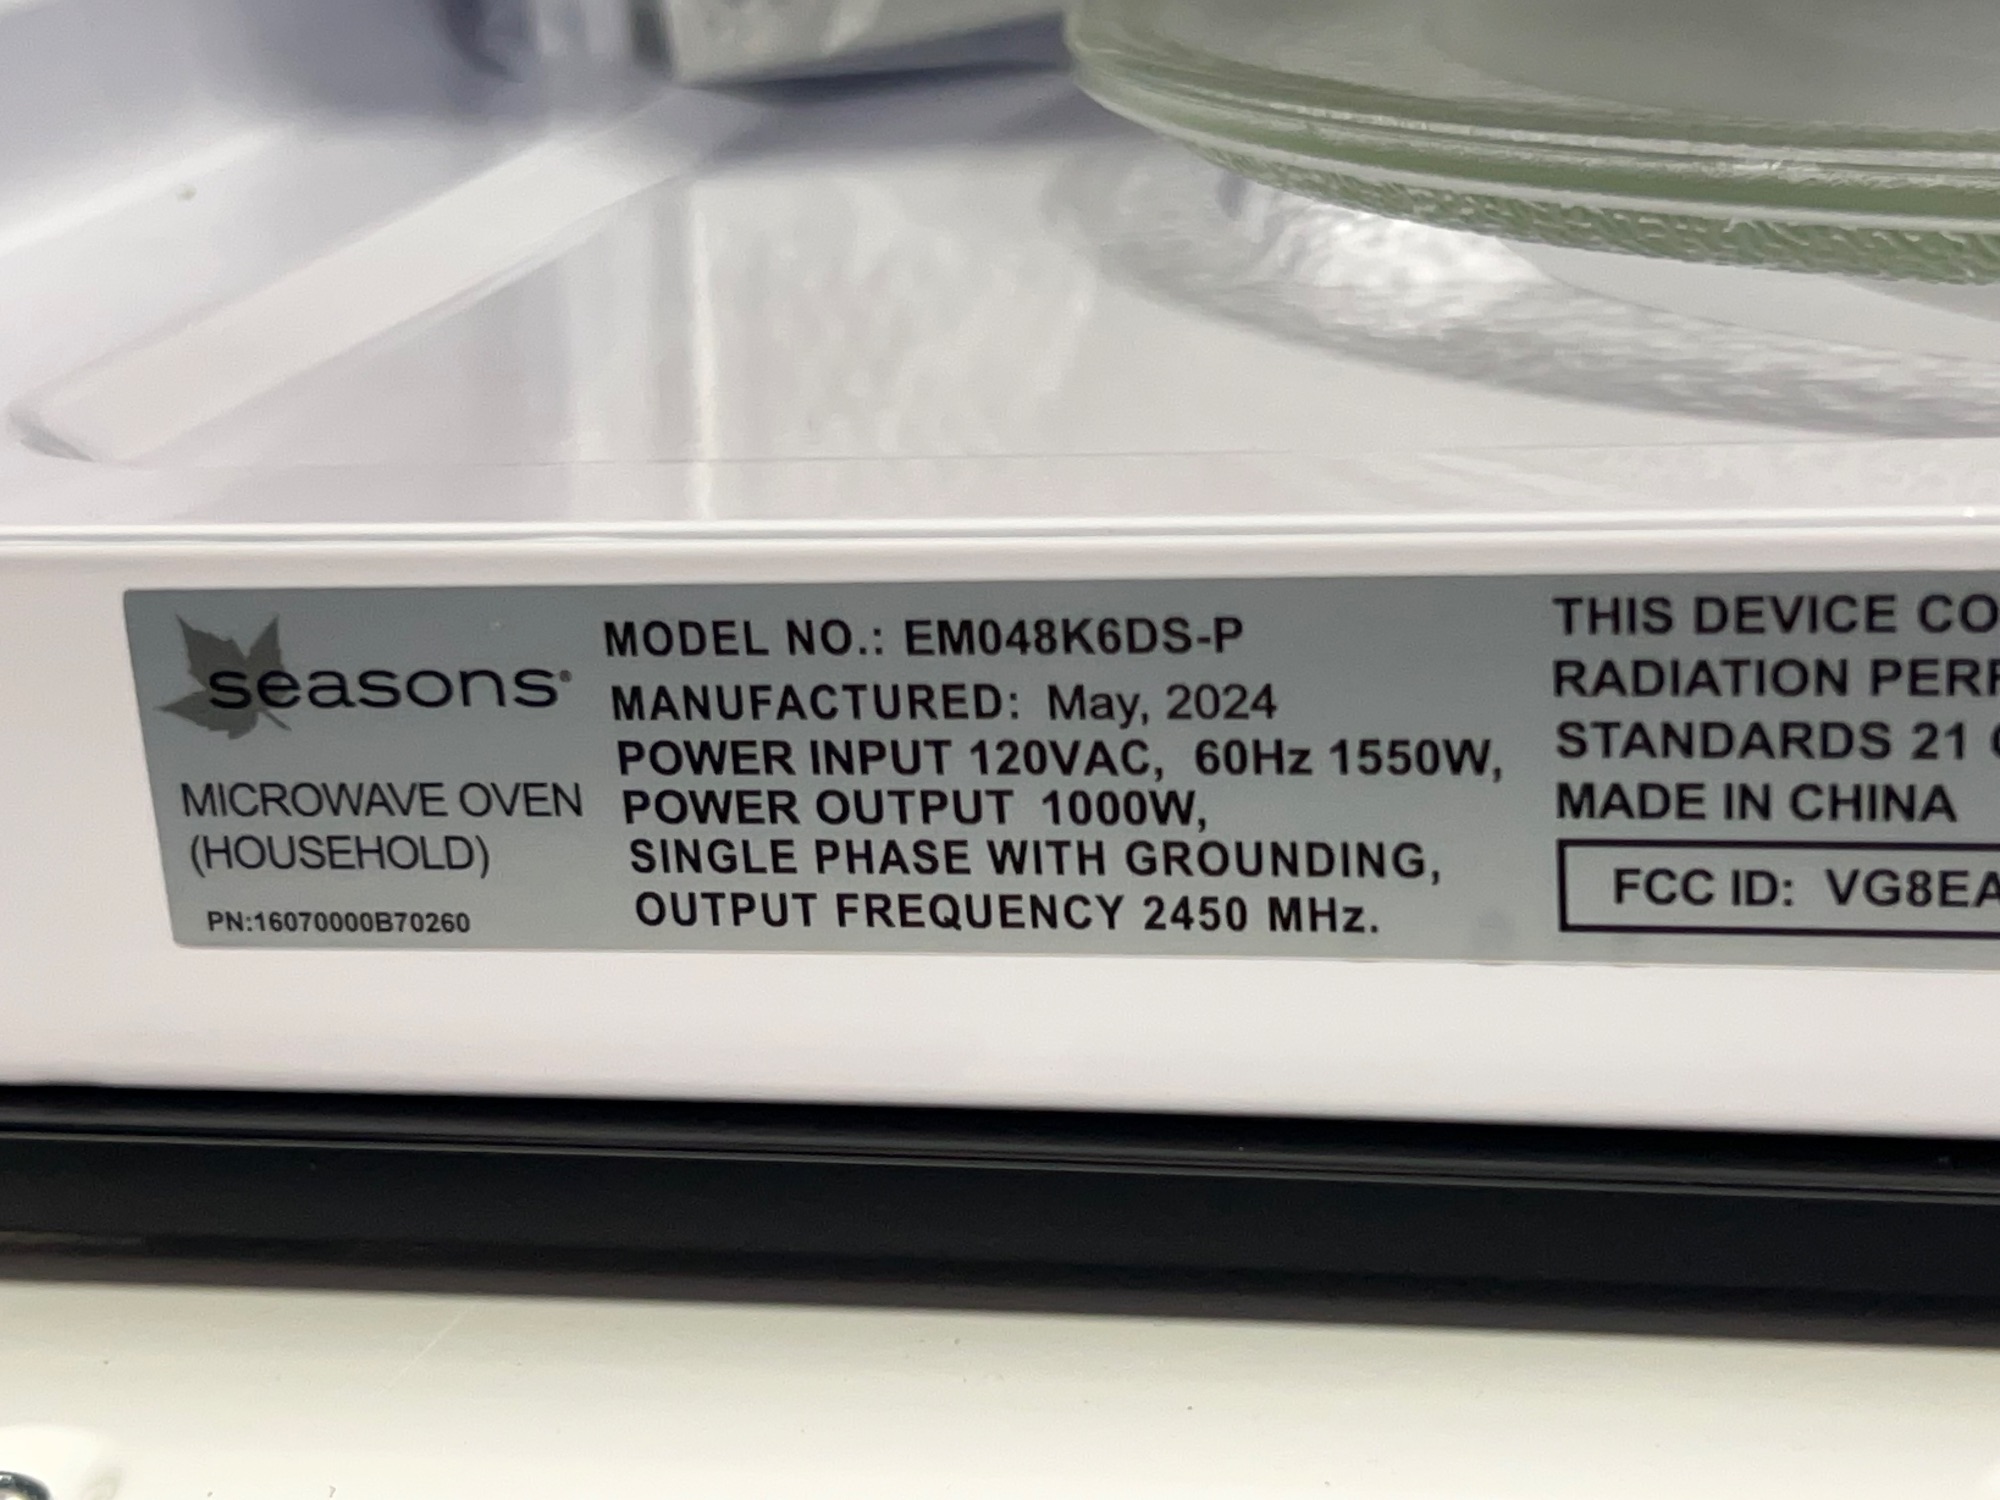 seasons®
MICROWAVE OVEN
(HOUSEHOLD)
PN:16070000B70260
MODEL NO.: EM048K6DS-P
MANUFACTURED: May, 2024
POWER INPUT 120VAC, 60Hz 1550W,
POWER OUTPUT 1000W,
SINGLE PHASE WITH GROUNDING,
OUTPUT FREQUENCY 2450 MHz.
THIS DEVICE CO
RADIATION PERF
STANDARDS 21
MADE IN CHINA
FCC ID: VG8EA